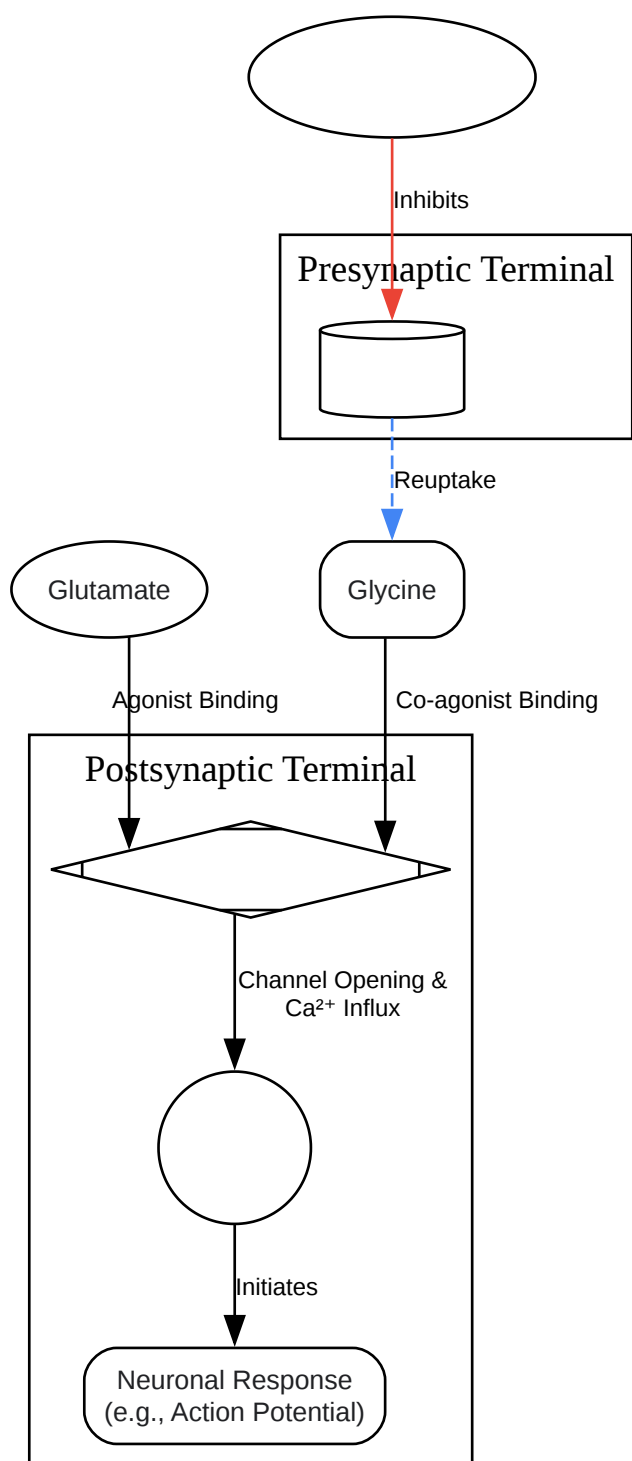 Inhibits
Presynaptic Terminal
Reuptake
Glutamate
Glycine
Agonist Binding
Co-agonist Binding
Postsynaptic Terminal
Channel Opening &
Ca²⁺ Influx
Initiates
Neuronal Response
(e.g., Action Potential)